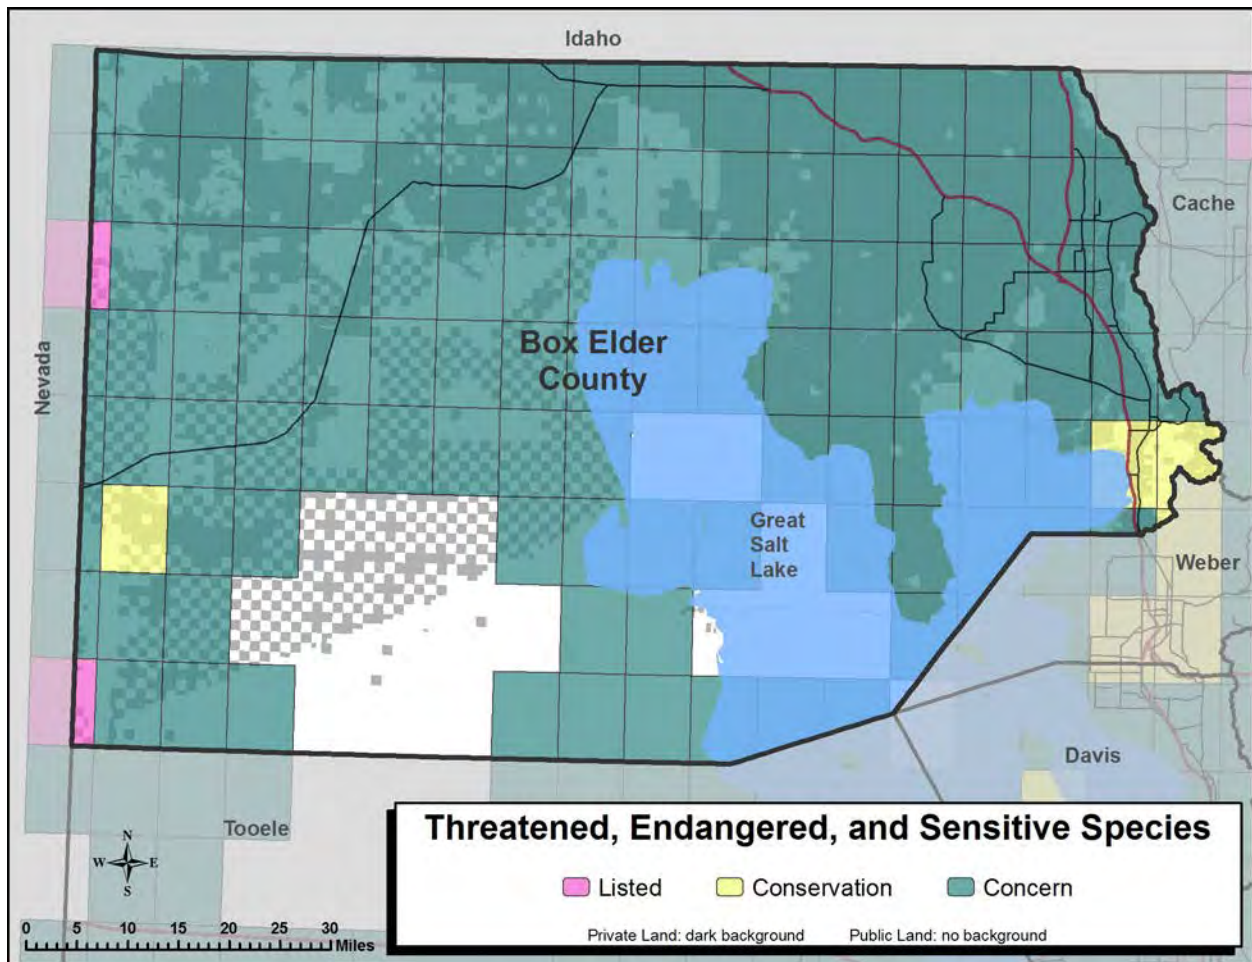 Idaho
Cache
Nevada
Box Elder
County
Great
Salt
Lake
Weber
Davis
Tooele
N
W
E
S
0 5 10 15 20 25 30
Miles
Threatened, Endangered, and Sensitive Species
Listed Conservation Concern
Private Land: dark background Public Land: no background